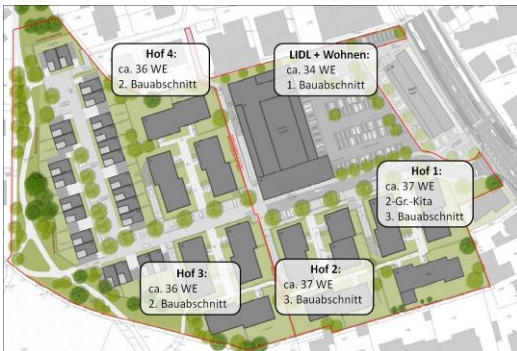 Hof 4:
ca. 36 WE
2. Bauabschnitt
LIDL + Wohnen:
ca. 34 WE
1. Bauabschnitt
Hof 1:
ca. 37 WE
2-Gr.-Kita
3. Bauabschnitt
Hof 3:
ca. 36 WE
2. Bauabschnitt
Hof 2:
ca. 37 WE
3. Bauabschnitt